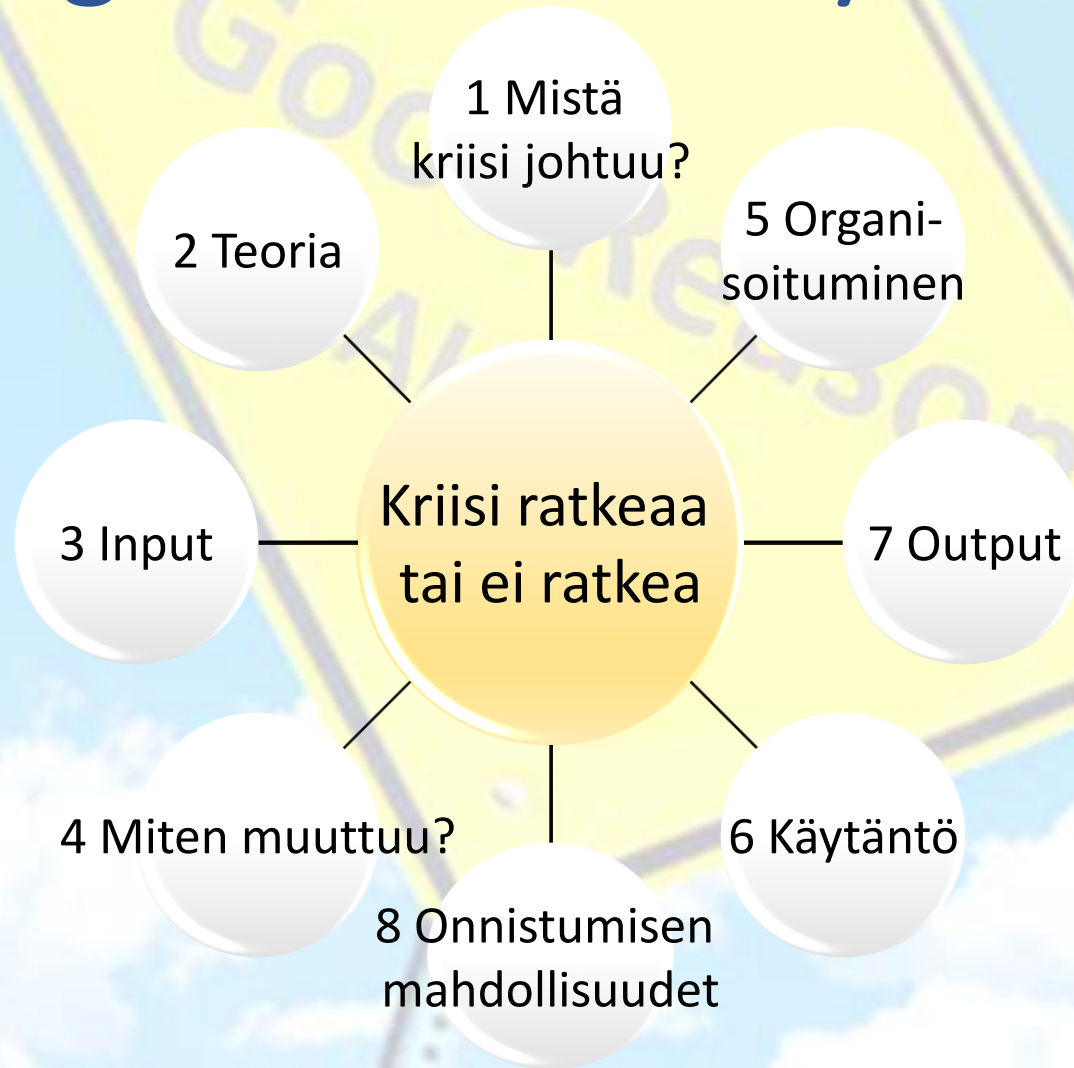 1 Mistä
kriisi johtuu?
5 Organi-
soituminen
2 Teoria
Kriisi ratkeaa
tai ei ratkea
3 Input
7 Output
4 Miten muuttuu?
6 Käytäntö
8 Onnistumisen
mahdollisuudet